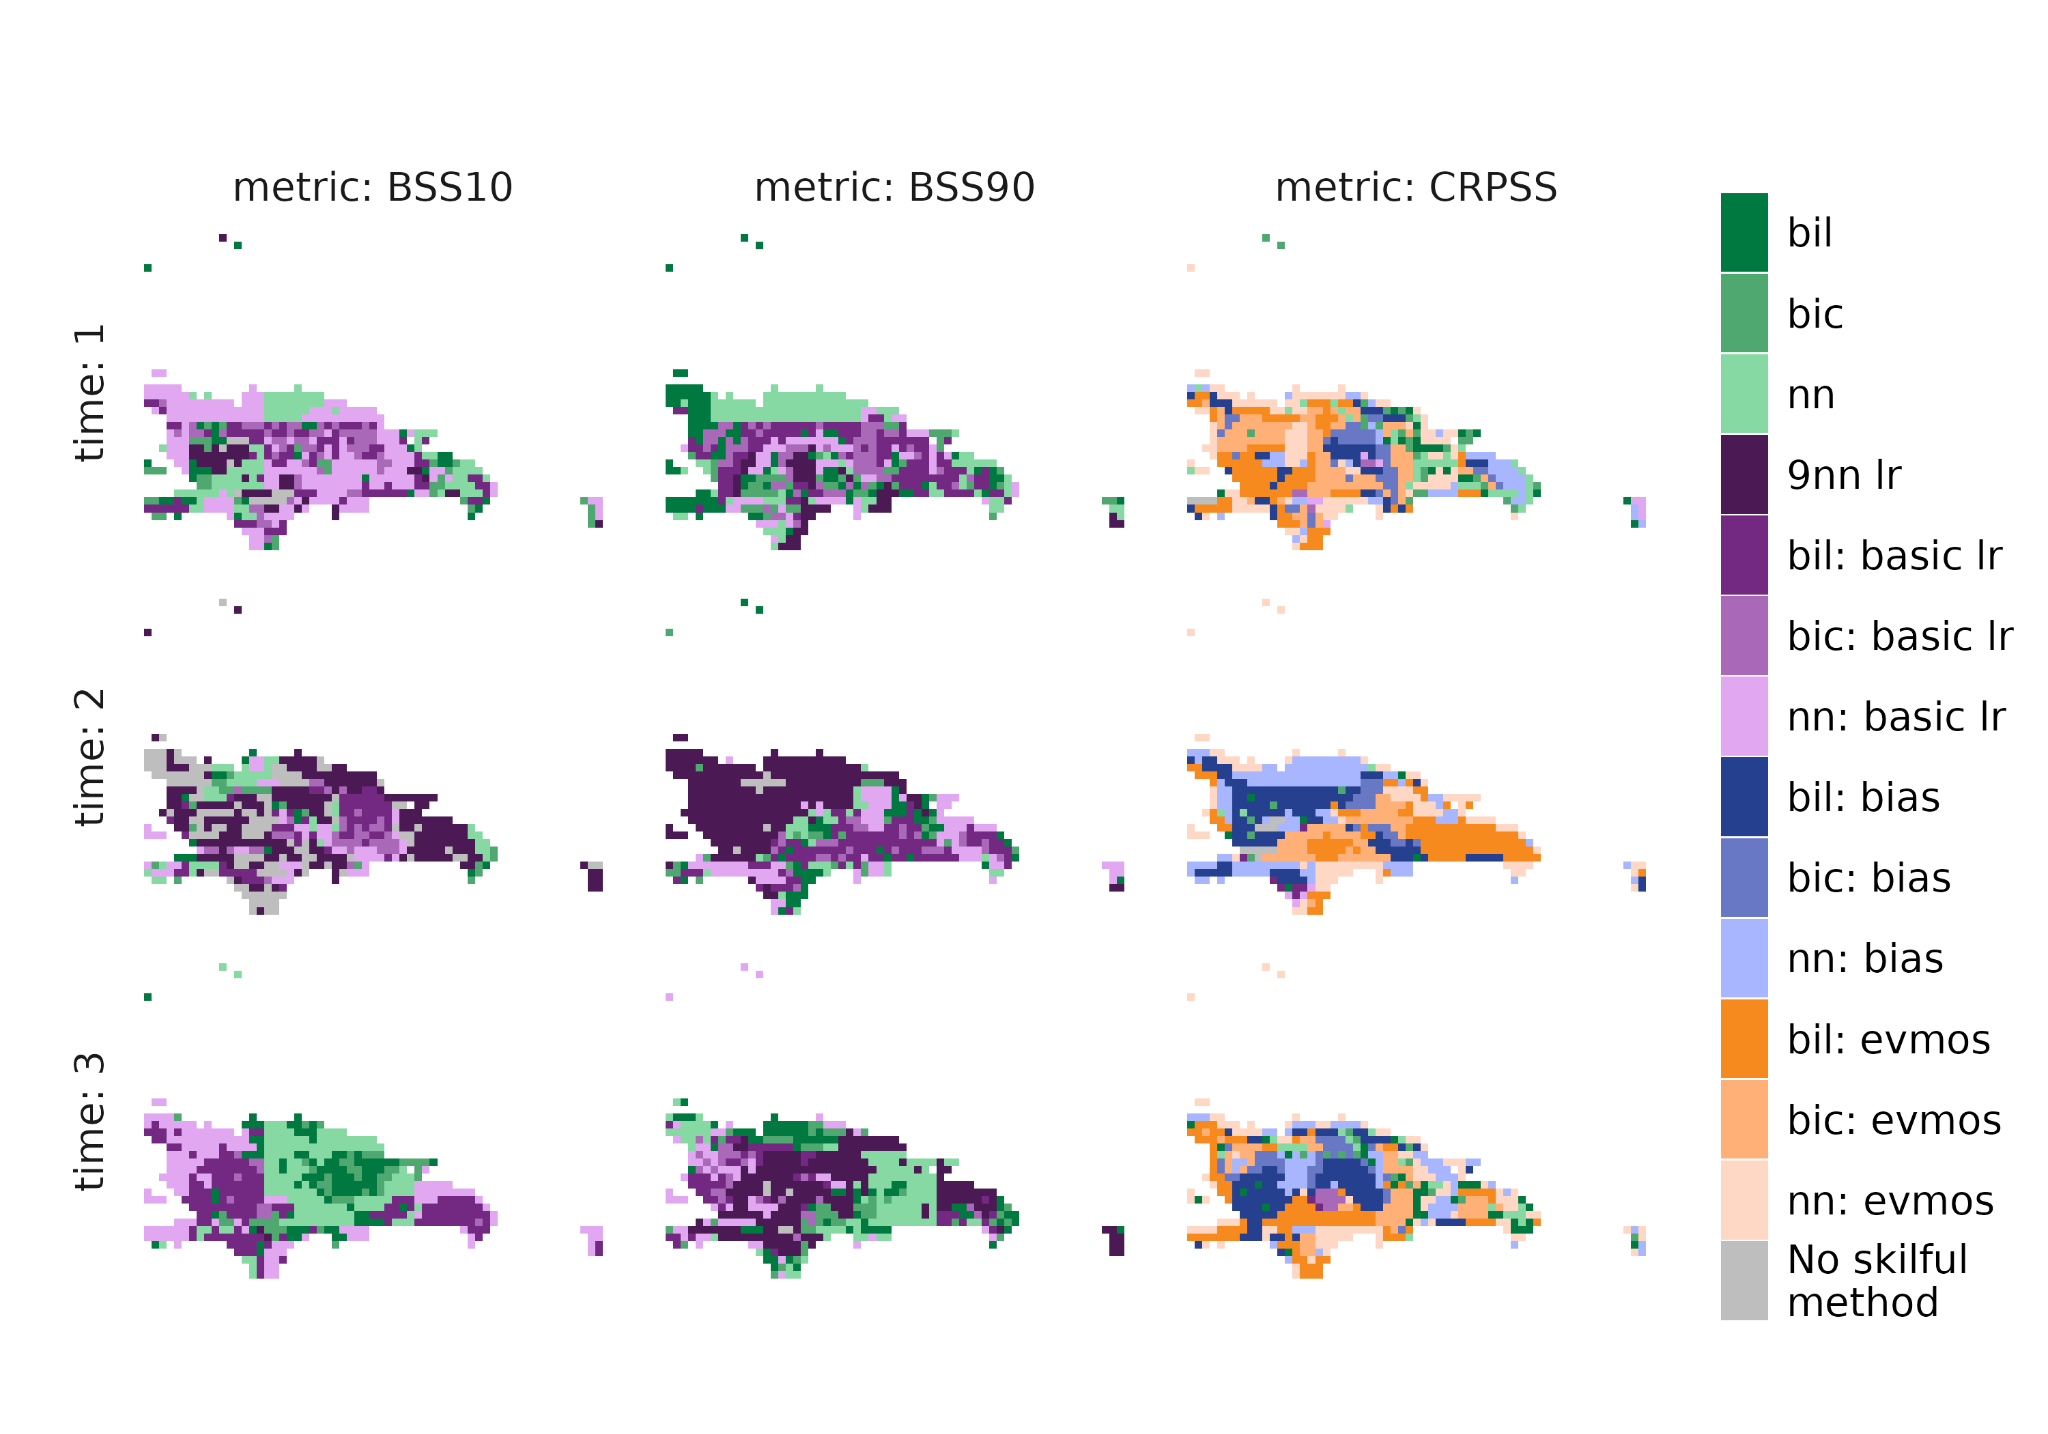 metric: BSS10
metric: BSS90
metric: CRPSS
time: 1
time: 2
time: 3
bil
bic
nn
9nn lr
bil: basic lr
bic: basic lr
nn: basic lr
bil: bias
bic: bias
nn: bias
bil: evmos
bic: evmos
nn: evmos
No skilful
method